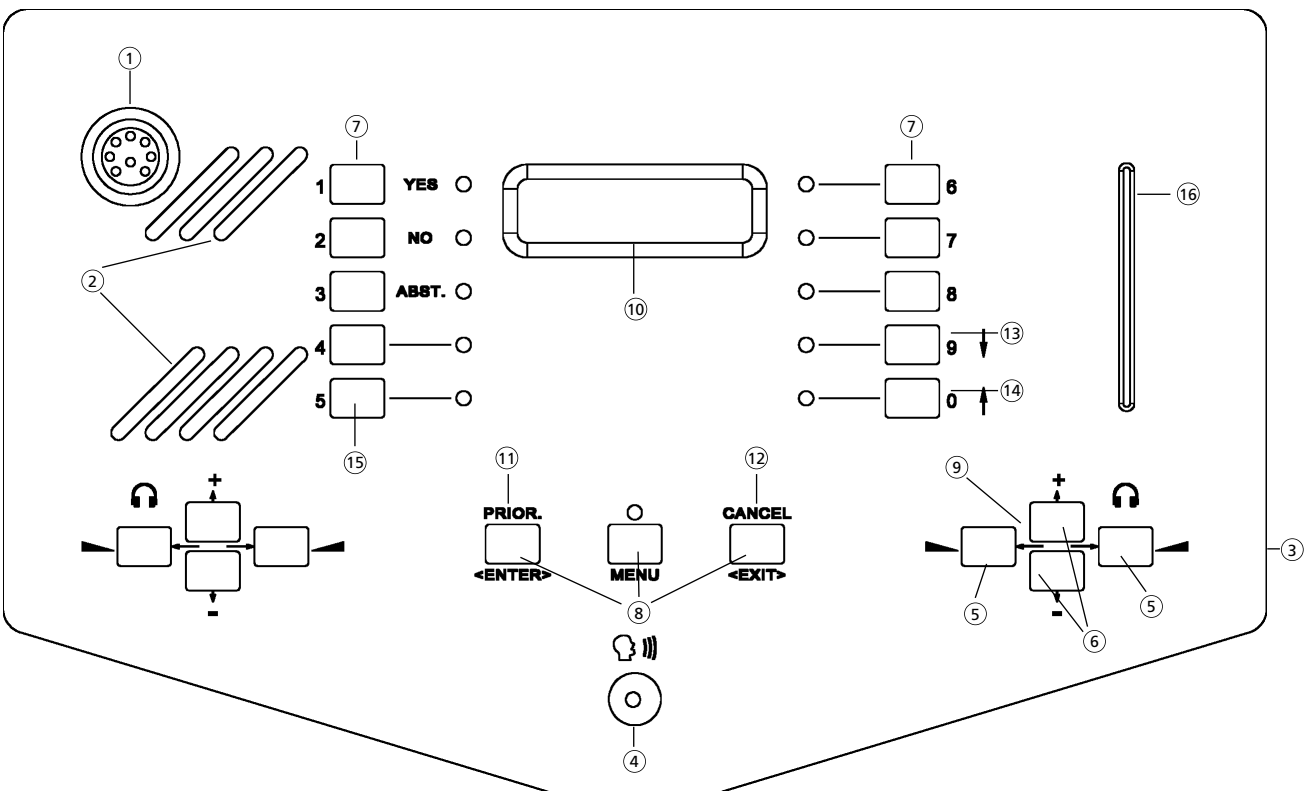 1
7 7
1 YES 6
16
2 NO 7
2
3 ABST. 8
10
4 9 13
5 0 14
15 11 12 9
+ +
PRIOR. CANCEL
3
<ENTER> MENU <EXIT>
- 8 5 - 5
6
4